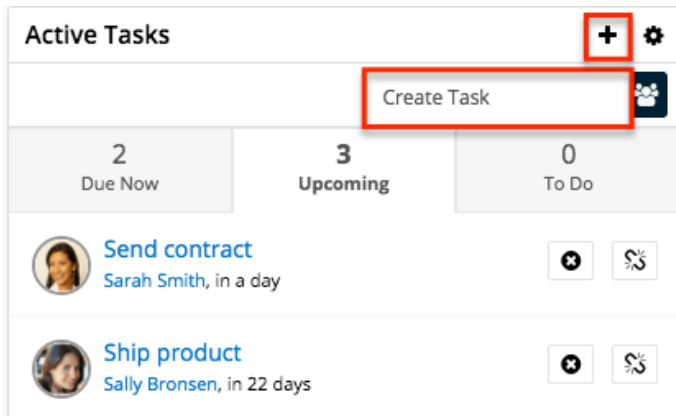 Active Tasks
Create Task
2 3 0
Due Now Upcoming To Do
Send contract
Sarah Smith, in a day
Ship product
Sally Bronsen, in 22 days